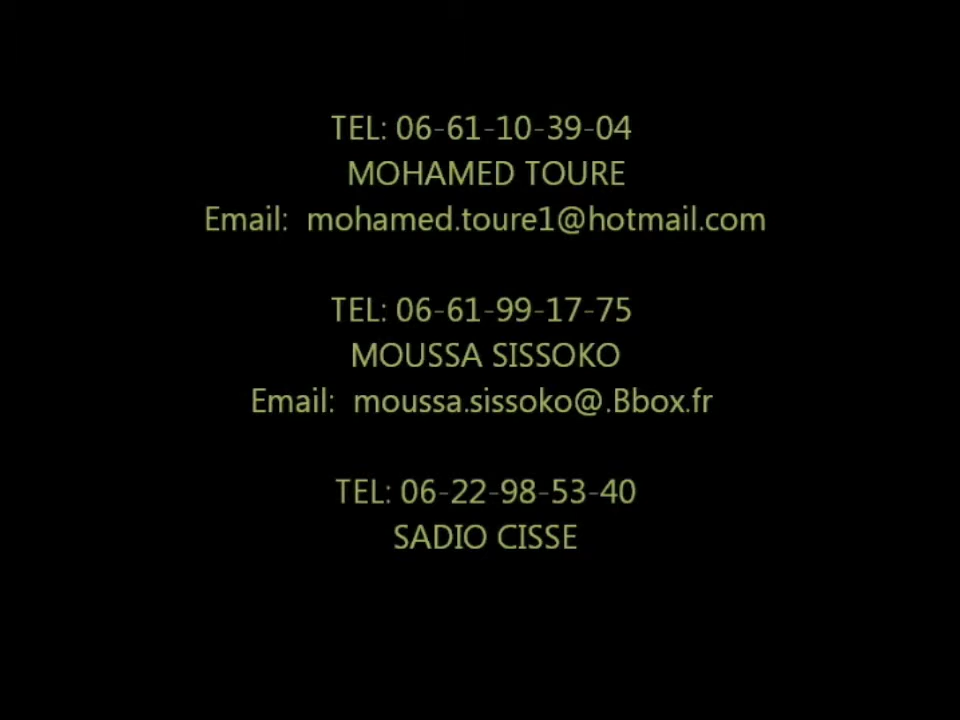 TEL: 06-61-10-39-04
MOHAMED TOURE
Email:  mohamed.toure1@hotmail.com
TEL: 06-61-99-17-75
MOUSSA SISSOKO
Email:  moussa.sissoko@.Bbox.fr
TEL: 06-22-98-53-40
SADIO CISSE